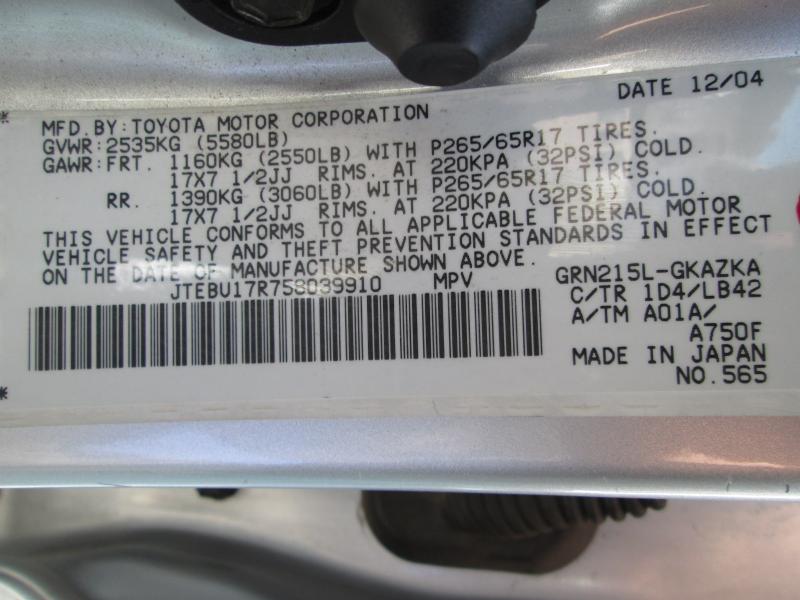 DATE 12/04
MFD.BY:TOYOTA MOTOR CORPORATION
GVWR:2535KG (5580LB)
GAWR:FRT. 1160KG (2550LB) WITH P265/65R17 TIRES.
17X7 1/2JJ RIMS. AT 220KPA (32PSI) COLD.
RR. 1390KG (3060LB) WITH P265/65R17 TIRES.
17X7 1/2JJ RIMS. AT 220KPA (32PSI) COLD.
THIS VEHICLE CONFORMS TO ALL APPLICABLE FEDERAL MOTOR
VEHICLE SAFETY AND THEFT PREVENTION STANDARDS IN EFFECT
ON THE DATE OF MANUFACTURE SHOWN ABOVE.
JTEBU17R758039910 MPV
GRN215L-GKAZKA
C/TR 1D4/LB42
A/TM A01A/
A750F
MADE IN JAPAN
NO.565